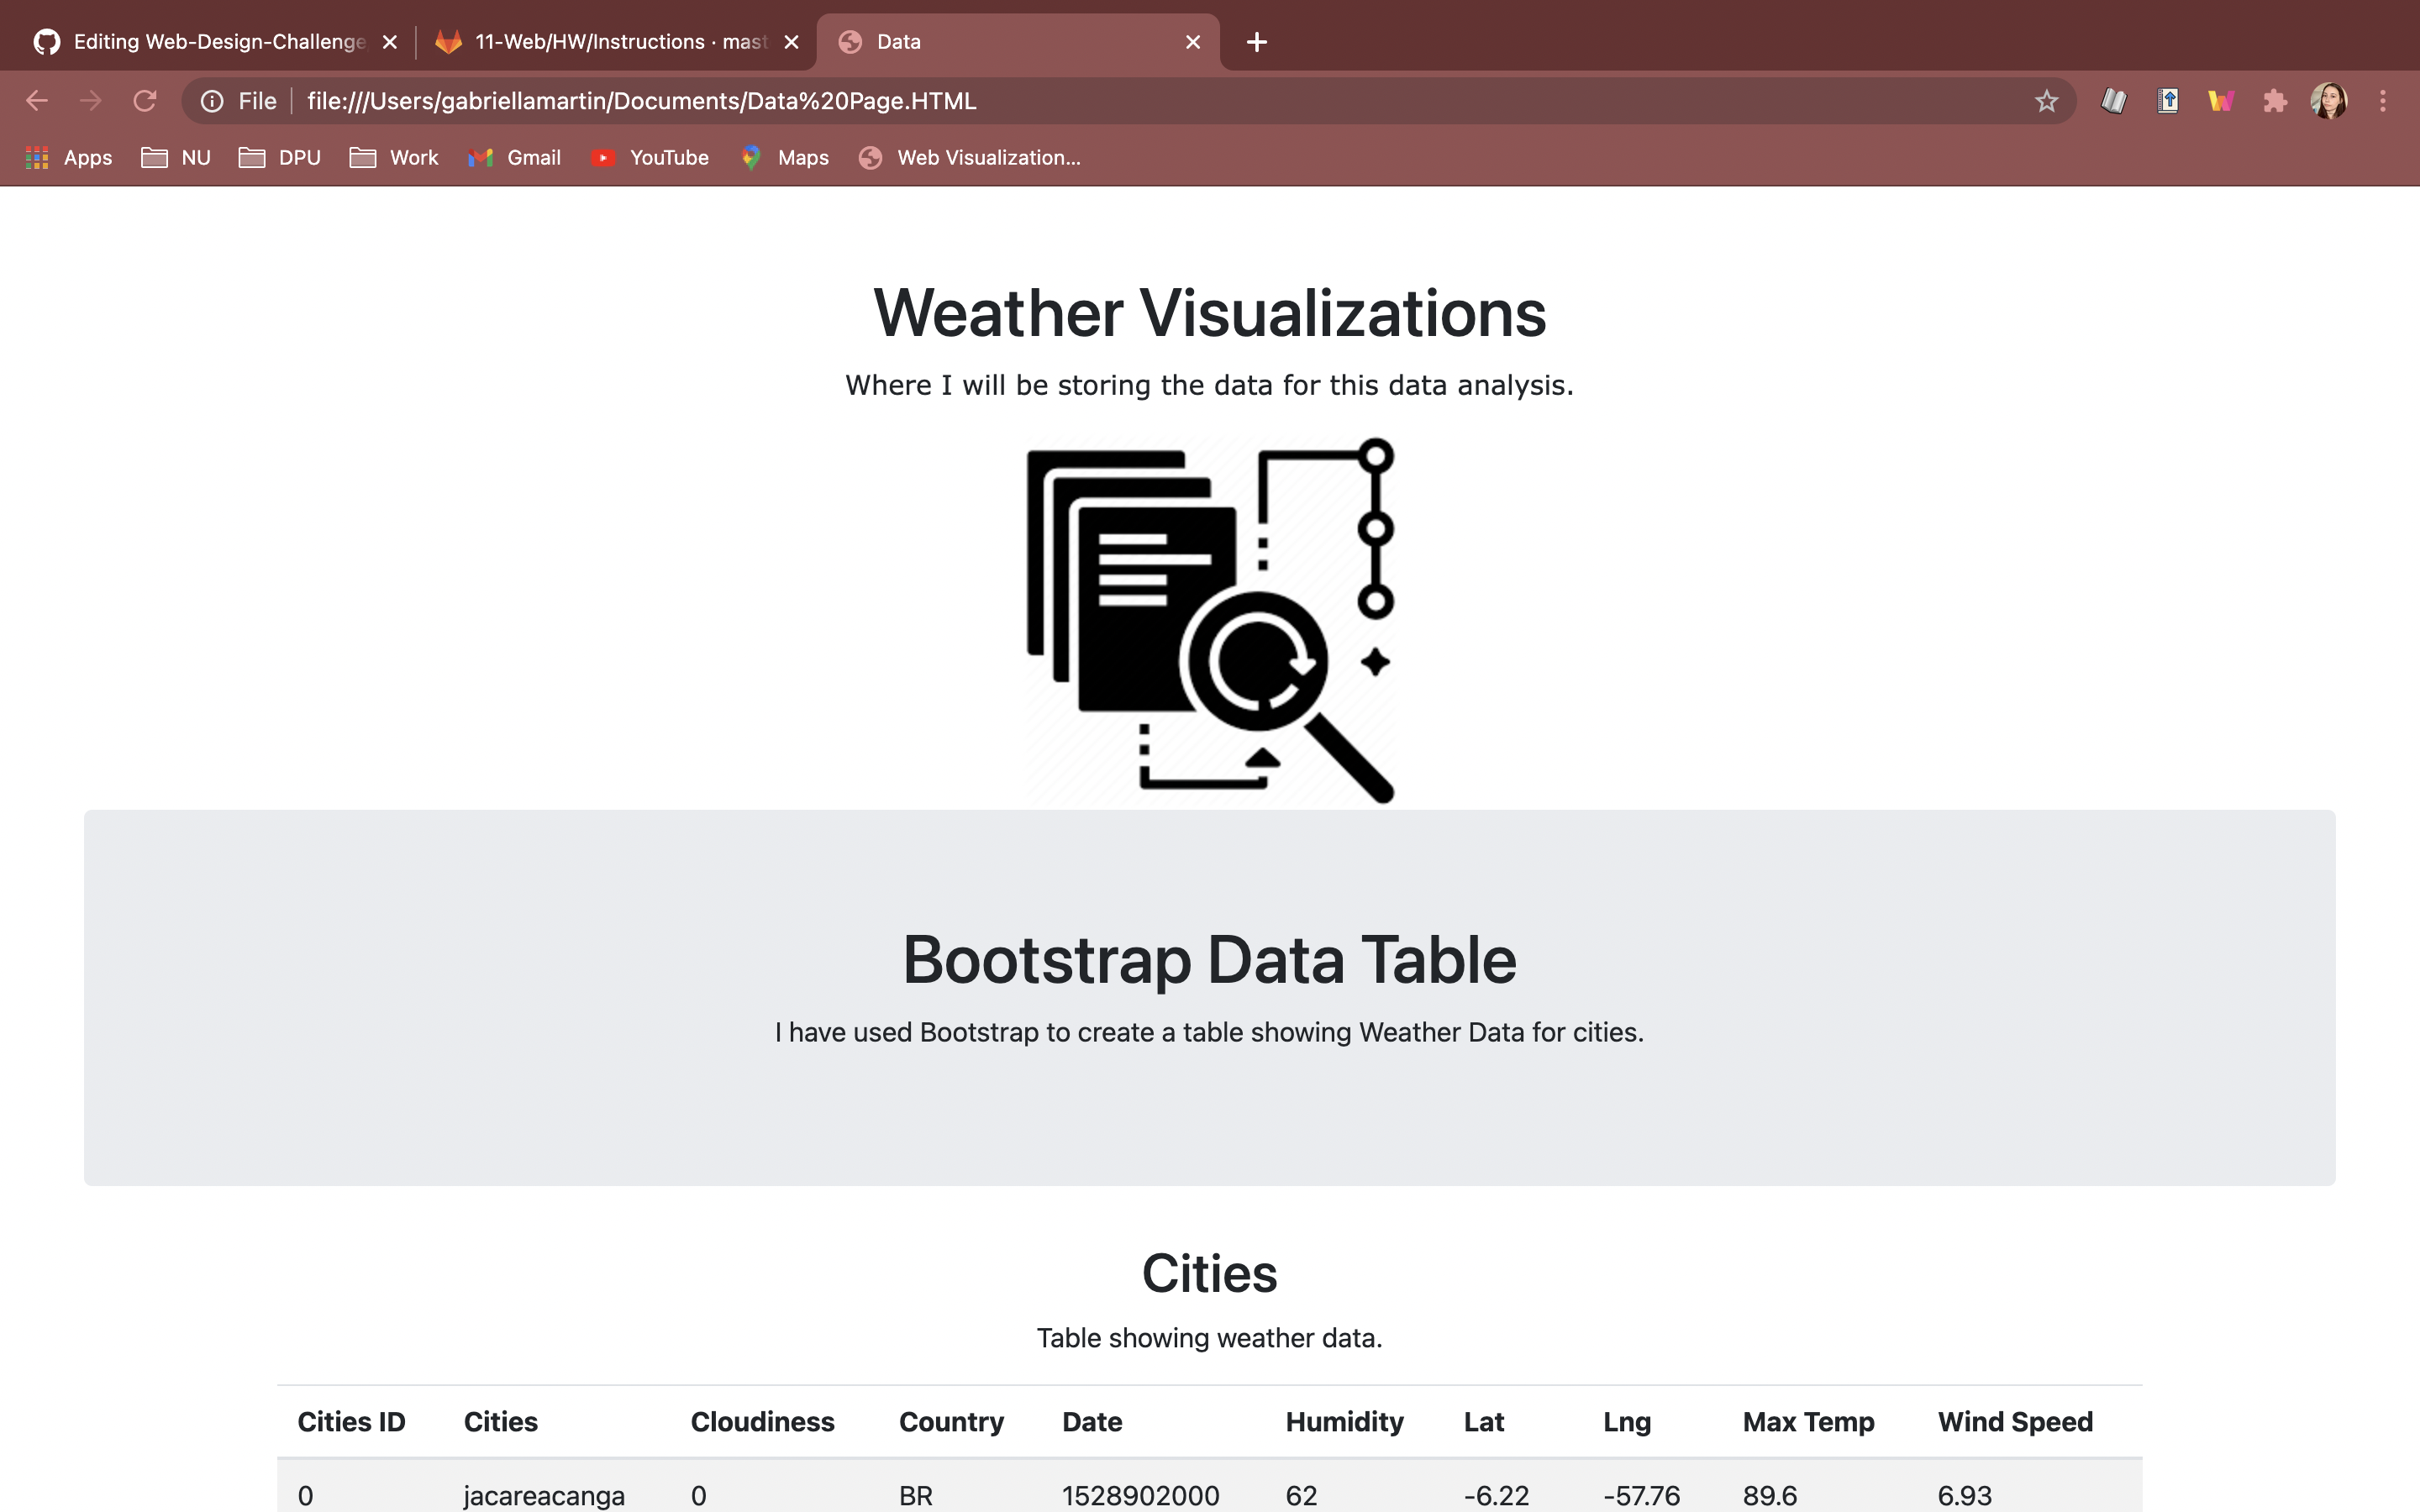 Editing Web-Design-Challenge
11-Web/HW/Instructions · mast
Data
File file:///Users/gabriellamartin/Documents/Data%20Page.HTML
Apps NU DPU Work Gmail YouTube Maps Web Visualization...
Weather Visualizations
Where I will be storing the data for this data analysis.
Bootstrap Data Table
I have used Bootstrap to create a table showing Weather Data for cities.
Cities
Table showing weather data.
Cities ID Cities Cloudiness Country Date Humidity Lat Lng Max Temp Wind Speed
0 jacareacanga 0 BR 1528902000 62 -6.22 -57.76 89.6 6.93